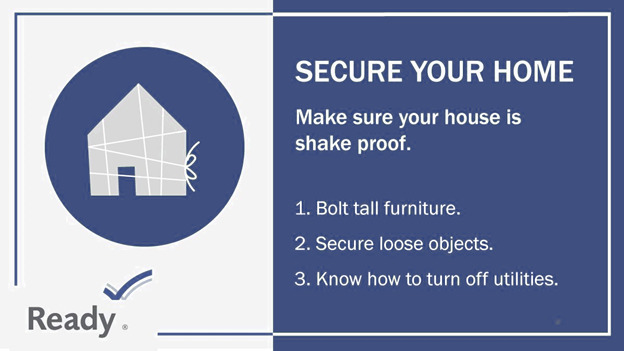 SECURE YOUR HOME
Make sure your house is
shake proof.
1. Bolt tall furniture.
2. Secure loose objects.
3. Know how to turn off utilities.
Ready®